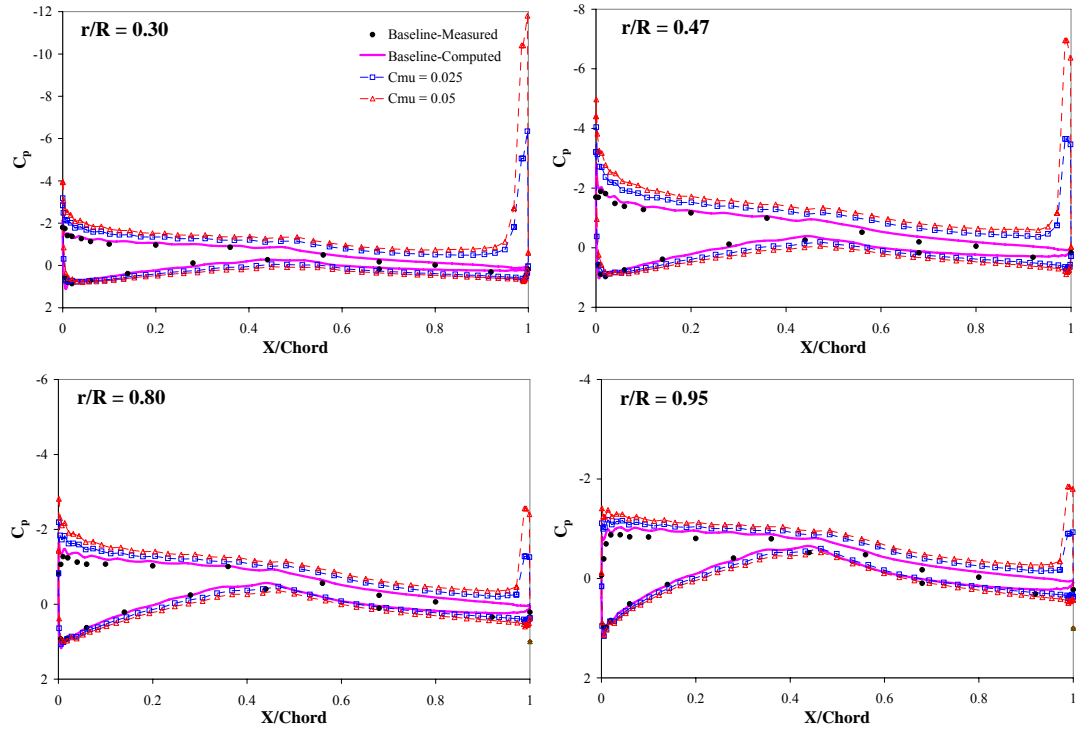 r/R = 0.30
-12
-10
-8
-6
-4
-2
0
2
Cp
0
0.2
0.4
0.6
0.8
1
X/Chord
Baseline-Measured
Baseline-Computed
Cmu = 0.025
Cmu = 0.05
r/R = 0.47
-8
-6
-4
-2
0
2
Cp
0
0.2
0.4
0.6
0.8
1
X/Chord
r/R = 0.80
-6
-4
-2
0
2
Cp
0
0.2
0.4
0.6
0.8
1
X/Chord
r/R = 0.95
-4
-2
0
2
Cp
0
0.2
0.4
0.6
0.8
1
X/Chord